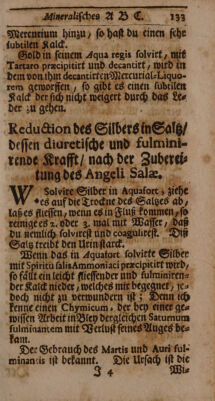 Mineralisches A B C. 133
Mercurium hinzu, so hast du einen sehr
subtilen Kalck.
Gold in seinem Aqua regis solvirt, mit
Tartaro præcipitirt und decantirt, wird in
dem von ihm decantirten Mercurial-Liquo-
rem geworffen, so gibt es einen subtilen
Kalck der sich nicht weigert durch das Le-
der zu gehen.
Reduction des Silbers in Saltz/
dessen diuretische und fulmini-
rende Krafft/ nach der Zuberei-
tung des Angeli Salæ.
Solvire Silber in Aquafort, ziehe
es auf die Trockne des Saltzes ab,
laß es fliessen, wenn es in Fluß kommen, so
reinige es 2. oder 3. mal mit Wasser, daß
du nemlich solvirest und coagulirest. Diß
Saltz treibt den Urin starck.
Wenn das in Aquafort solvirte Silber
mit Spiritu salis Ammoniaci præcipitirt wird,
so fällt ein leicht fliessender und fulminiren-
der Kalck nieder, welches mit begegnet, je-
doch nicht zu verwundern ist; Denn ich
kenne einen Chymicum, der bey einer ge-
wissen Arbeit in Bley dergleichen Saturnum
fulminantem mit Verlust seines Auges be-
kam.
Der Gebrauch des Martis und Auri ful-
minantis ist bekannt. Die Ursach ist die
J 4 Wi-